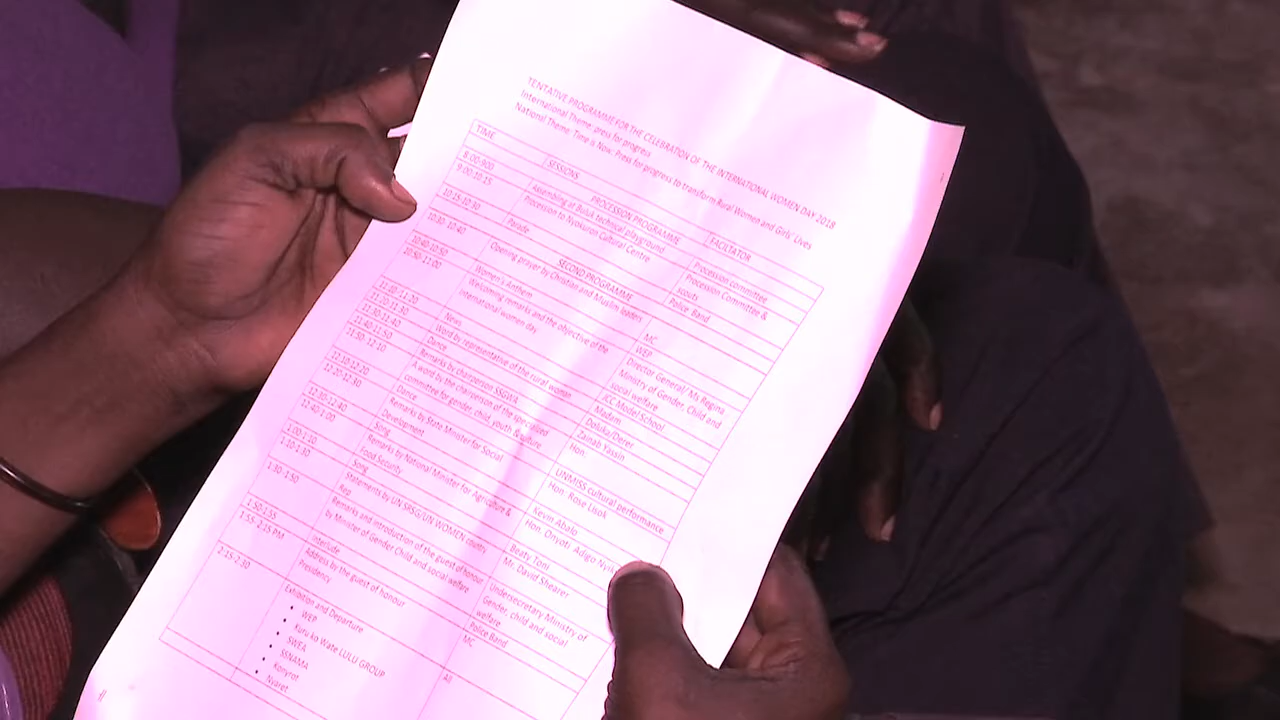 TENTATIVE PROGRAMME FOR THE CELEBRATION OF THE INTERNATIONAL WOMEN DAY 2018
International Theme: press for progress
National Theme: Time is Now: Press for progress to transform Rural Women and Girls' Lives
TIME SESSIONS FACILITATOR
PROCESSION PROGRAMME
8:00-900 Assembling at Buluk technical playground Procession committee
9:00-10:15 Procession to Nyokuron Cultural Centre Procession Committee &
scouts
10:15-10:30 Parade Police Band
SECOND PROGRAMME
10:30-10:40 Opening prayer by Christian and Muslim leaders MC
10:40-10:50 Women's Anthem WEP
10:50-11:00 Welcoming remarks and the objective of the Director General/ Ms Regina
international women day Ministry of Gender, Child and
social welfare
News JCC Model School
11:20-11:30 Word by representative of the rural woman Madam
11:30-11:40 Dance Doluka/Derer
11:40-11:50 Remarks by chairperson SSGWA Zainab Yassin
11:50-12:10 A word by the chairperson of the specialized Hon.
committee for gender, child, youth & culture
12:10-12:20 Dance UNMISS cultural performance
12:20-12:30 Remarks by State Minister for Social Hon. Rose Lisok
Development
12:30-12:40 Song Kevin Abalo
12:40-1:00 Remarks by National Minister for Agriculture & Hon. Onyoti Adigo Nyik
Food Security
1:00-1:10 Song Beaty Tom
1:10-1:30 Statements by UN SRSG/UN WOMEN country Mr. David Shearer
Rep
1:30-1:50 Remarks and introduction of the guest of honour Undersecretary Ministry of
by Minister of Gender Child and social welfare Gender, child and social
welfare
1:50-1:55 Interlude Police Band
1:55-2:15 PM Address by the guest of honour MC
Presidency
2:15-2:30 Exhibition and Departure All
• WEP
• Kuru ko Wate LULU GROUP
• SWEA
• SSNAMA
• Konyrot
• Nyaret